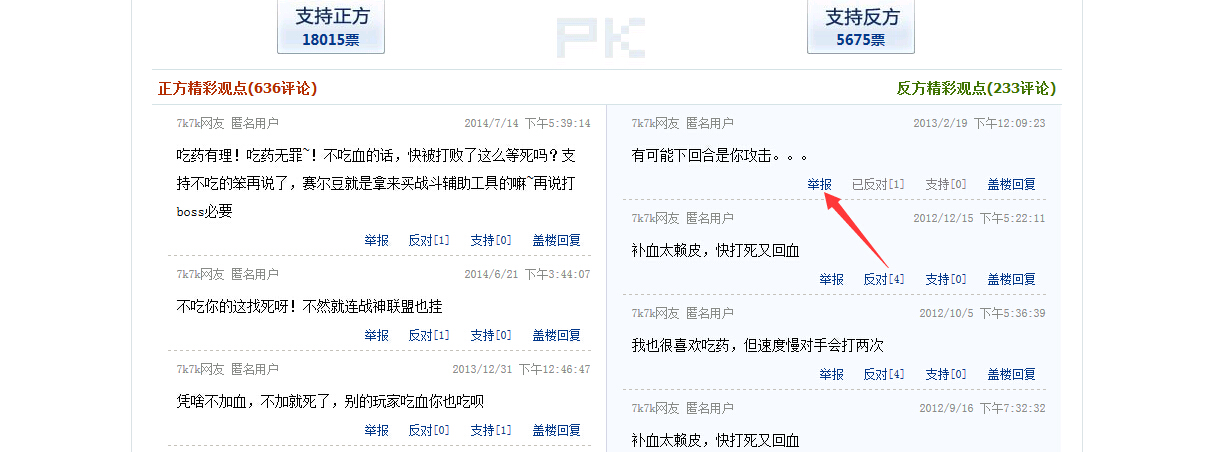 支持正方
18015票
PK
支持反方
5675票
正方精彩观点(636评论)
反方精彩观点(233评论)
7k7k网友 匿名用户 2014/7/14 下午5:39:14
吃药有理！吃药无罪~！不吃血的话，快被打败了这么等死吗？支
持不吃的笨再说了，赛尔豆就是拿来买战斗辅助工具的嘛~再说打
boss必要
举报 反对[1] 支持[0] 盖楼回复
7k7k网友 匿名用户 2014/6/21 下午3:44:07
不吃你的这找死呀！不然就连战神联盟也挂
举报 反对[1] 支持[0] 盖楼回复
7k7k网友 匿名用户 2013/12/31 下午12:46:47
凭啥不加血，不加就死了，别的玩家吃血你也吃呗
举报 反对[0] 支持[1] 盖楼回复
7k7k网友 匿名用户 2013/2/19 下午12:09:23
有可能下回合是你攻击。。。
举报 已反对[1] 支持[0] 盖楼回复
7k7k网友 匿名用户 2012/12/15 下午5:22:11
补血太赖皮，快打死又回血
举报 反对[4] 支持[0] 盖楼回复
7k7k网友 匿名用户 2012/10/5 下午5:36:39
我也很喜欢吃药，但速度慢对手会打两次
举报 反对[4] 支持[0] 盖楼回复
7k7k网友 匿名用户 2012/9/16 下午7:32:32
补血太赖皮，快打死又回血